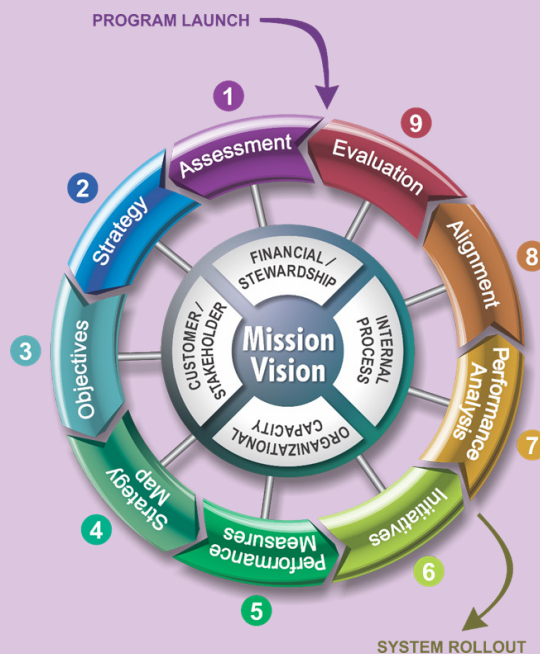 PROGRAM LAUNCH
1
Assessment
2
Strategy
3
Objectives
4
Strategy
Map
5
Performance
Measures
6
Initiatives
7
Performance
Analysis
8
Alignment
9
Evaluation
FINANCIAL /
STEWARDSHIP
CUSTOMER /
STAKEHOLDER
INTERNAL
PROCESS
ORGANIZATIONAL
CAPACITY
Mission
Vision
SYSTEM ROLLOUT